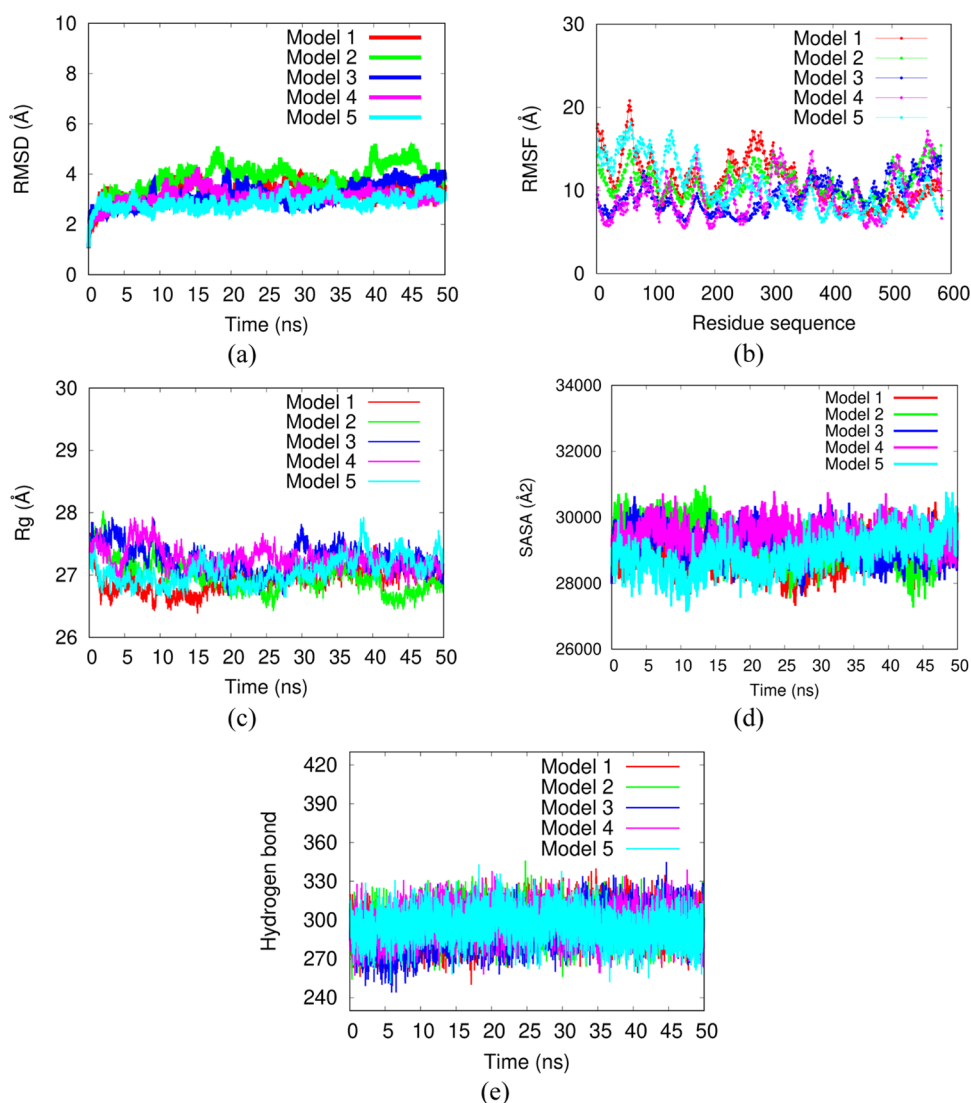 10
8
6
4
2
0
RMSD (Å)
Model 1
Model 2
Model 3
Model 4
Model 5
0 5 10 15 20 25 30 35 40 45 50
Time (ns)
(a)
30
20
10
0
RMSF (Å)
Model 1
Model 2
Model 3
Model 4
Model 5
0 100 200 300 400 500 600
Residue sequence
(b)
30
29
28
27
26
Rg (Å)
Model 1
Model 2
Model 3
Model 4
Model 5
0 5 10 15 20 25 30 35 40 45 50
Time (ns)
(c)
34000
32000
30000
28000
26000
SASA (Å2)
Model 1
Model 2
Model 3
Model 4
Model 5
0 5 10 15 20 25 30 35 40 45 50
Time (ns)
(d)
420
390
360
330
300
270
240
Hydrogen bond
Model 1
Model 2
Model 3
Model 4
Model 5
0 5 10 15 20 25 30 35 40 45 50
Time (ns)
(e)